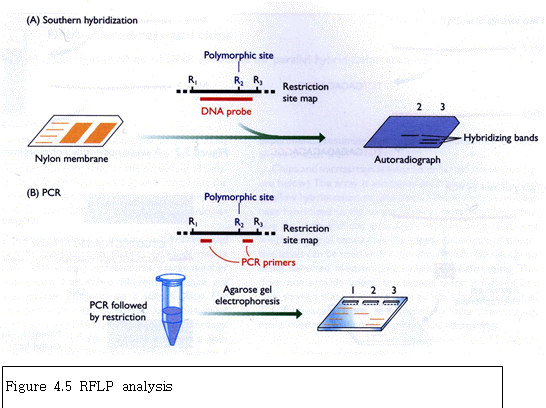 (A) Southern hybridization
Polymorphic site
R1 R2 R3
Restriction
site map
DNA probe
2 3
Hybridizing bands
Nylon membrane
Autoradiograph
(B) PCR
Polymorphic site
R1 R2 R3
Restriction
site map
PCR primers
PCR followed
by restriction
Agarose gel
electrophoresis
1 2 3
Figure 4.5 RFLP analysis